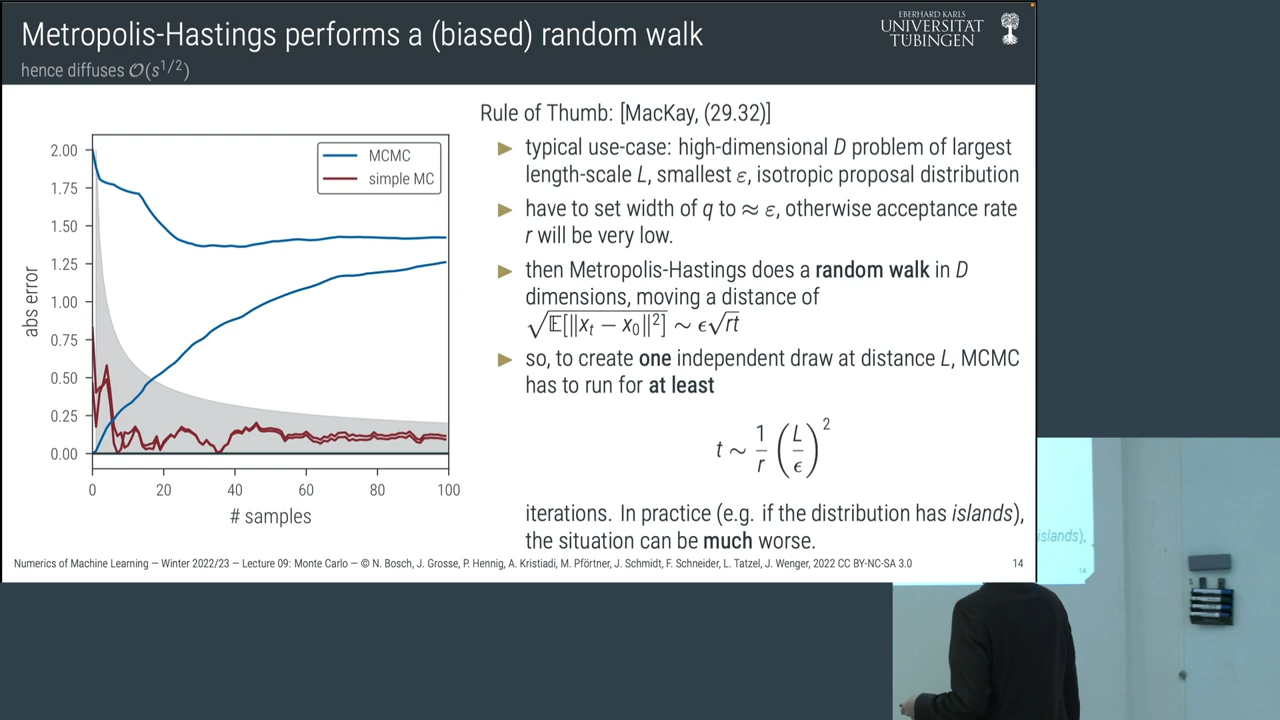 Metropolis-Hastings performs a (biased) random walk
hence diffuses O(s^1/2)
EBERHARD KARLS
UNIVERSITÄT
TÜBINGEN
2.00
1.75
1.50
1.25
1.00
0.75
0.50
0.25
0.00
abs error
MCMC
simple MC
0 20 40 60 80 100
# samples
Rule of Thumb: [MacKay, (29.32)]
▶ typical use-case: high-dimensional D problem of largest
length-scale L, smallest ε, isotropic proposal distribution
▶ have to set width of q to ≈ ε, otherwise acceptance rate
r will be very low.
▶ then Metropolis-Hastings does a random walk in D
dimensions, moving a distance of
√𝔼[||x_t − x_0||²] ∼ ϵ√rt
▶ so, to create one independent draw at distance L, MCMC
has to run for at least
t ∼ 1/r (L/ϵ)²
iterations. In practice (e.g. if the distribution has islands),
the situation can be much worse.
Numerics of Machine Learning — Winter 2022/23 — Lecture 09: Monte Carlo — © N. Bosch, J. Grosse, P. Hennig, A. Kristiadi, M. Pförtner, J. Schmidt, F. Schneider, L. Tatzel, J. Wenger, 2022 CC BY-NC-SA 3.0
14
islands),
14